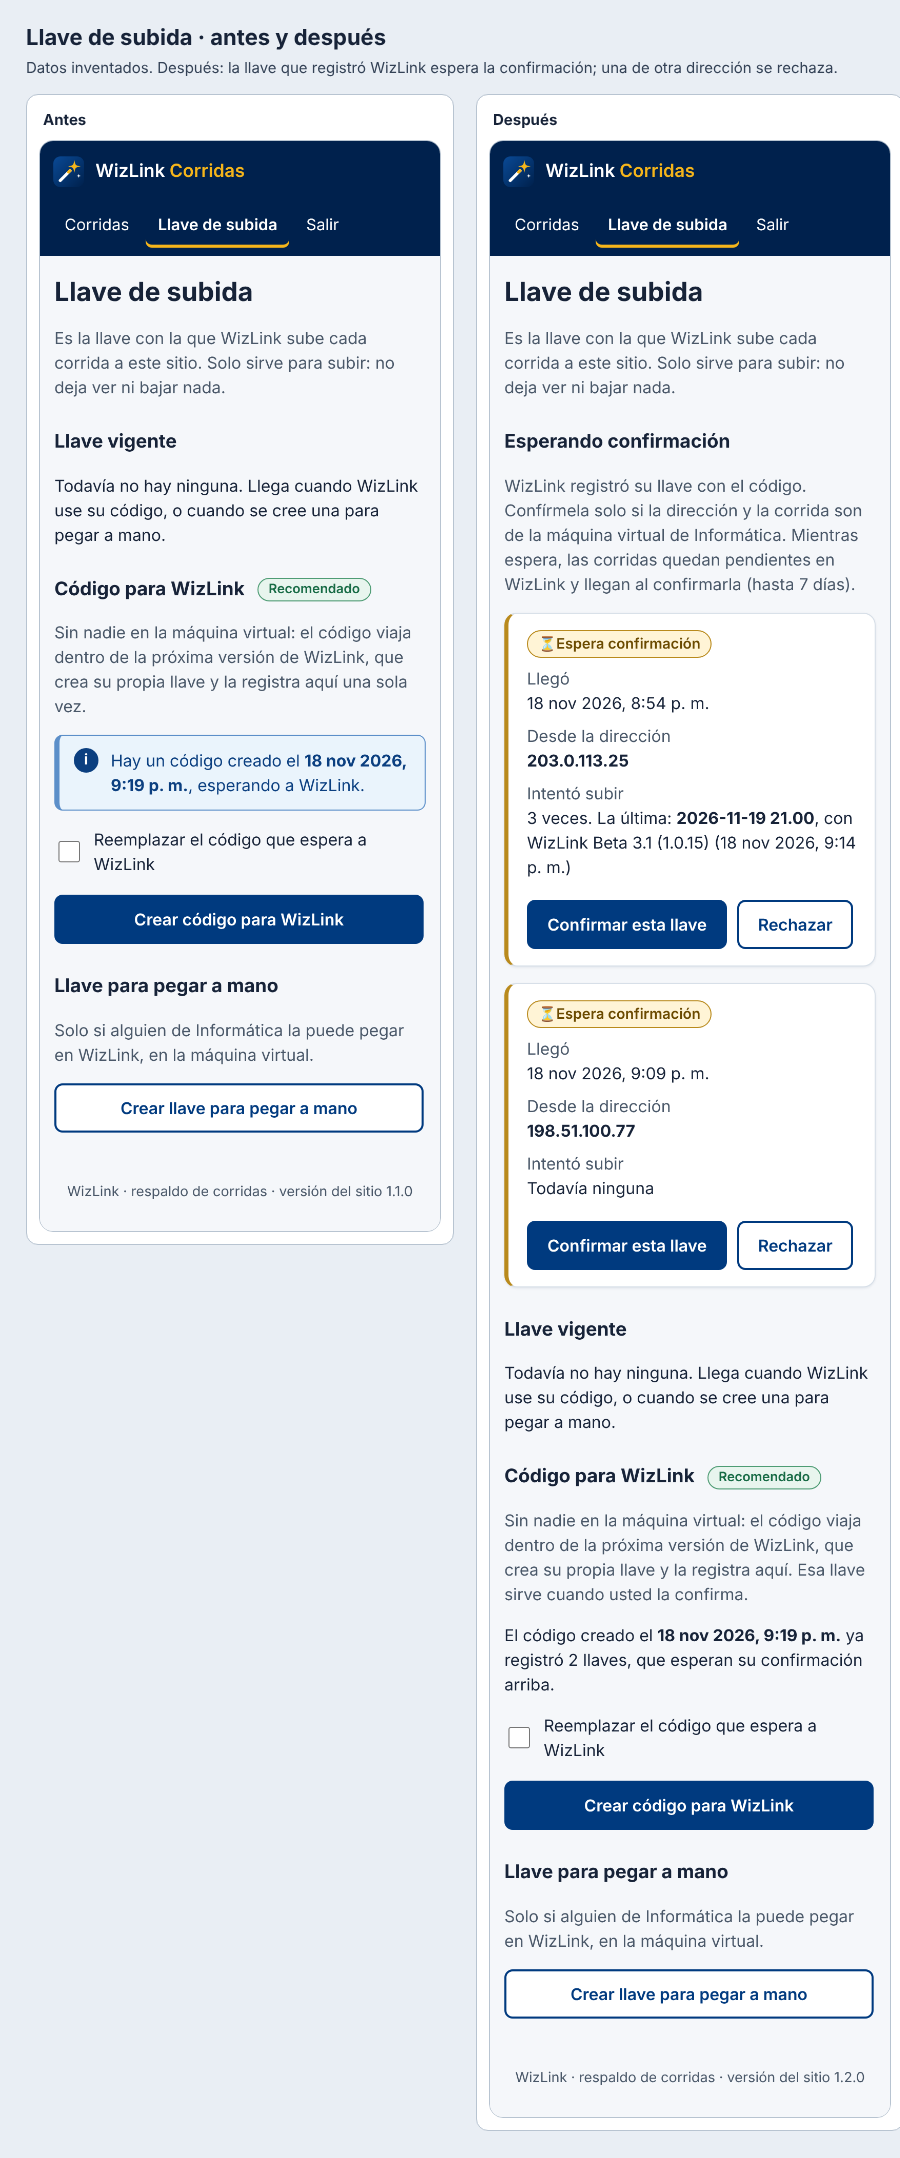 Llave de subida · antes y después
Datos inventados. Después: la llave que registró WizLink espera la confirmación; una de otra dirección se rechaza.
Antes
WizLink Corridas
Corridas Llave de subida Salir
Llave de subida
Es la llave con la que WizLink sube cada
corrida a este sitio. Solo sirve para subir: no
deja ver ni bajar nada.
Llave vigente
Todavía no hay ninguna. Llega cuando WizLink
use su código, o cuando se cree una para
pegar a mano.
Código para WizLink Recomendado
Sin nadie en la máquina virtual: el código viaja
dentro de la próxima versión de WizLink, que
crea su propia llave y la registra aquí una sola
vez.
i Hay un código creado el 18 nov 2026,
9:19 p. m., esperando a WizLink.
Reemplazar el código que espera a
WizLink
Crear código para WizLink
Llave para pegar a mano
Solo si alguien de Informática la puede pegar
en WizLink, en la máquina virtual.
Crear llave para pegar a mano
WizLink · respaldo de corridas · versión del sitio 1.1.0
Después
WizLink Corridas
Corridas Llave de subida Salir
Llave de subida
Es la llave con la que WizLink sube cada
corrida a este sitio. Solo sirve para subir: no
deja ver ni bajar nada.
Esperando confirmación
WizLink registró su llave con el código.
Confírmela solo si la dirección y la corrida son
de la máquina virtual de Informática. Mientras
espera, las corridas quedan pendientes en
WizLink y llegan al confirmarla (hasta 7 días).
⏳Espera confirmación
Llegó
18 nov 2026, 8:54 p. m.
Desde la dirección
203.0.113.25
Intentó subir
3 veces. La última: 2026-11-19 21.00, con
WizLink Beta 3.1 (1.0.15) (18 nov 2026, 9:14
p. m.)
Confirmar esta llave Rechazar
⏳Espera confirmación
Llegó
18 nov 2026, 9:09 p. m.
Desde la dirección
198.51.100.77
Intentó subir
Todavía ninguna
Confirmar esta llave Rechazar
Llave vigente
Todavía no hay ninguna. Llega cuando WizLink
use su código, o cuando se cree una para
pegar a mano.
Código para WizLink Recomendado
Sin nadie en la máquina virtual: el código viaja
dentro de la próxima versión de WizLink, que
crea su propia llave y la registra aquí. Esa llave
sirve cuando usted la confirma.
El código creado el 18 nov 2026, 9:19 p. m. ya
registró 2 llaves, que esperan su confirmación
arriba.
Reemplazar el código que espera a
WizLink
Crear código para WizLink
Llave para pegar a mano
Solo si alguien de Informática la puede pegar
en WizLink, en la máquina virtual.
Crear llave para pegar a mano
WizLink · respaldo de corridas · versión del sitio 1.2.0